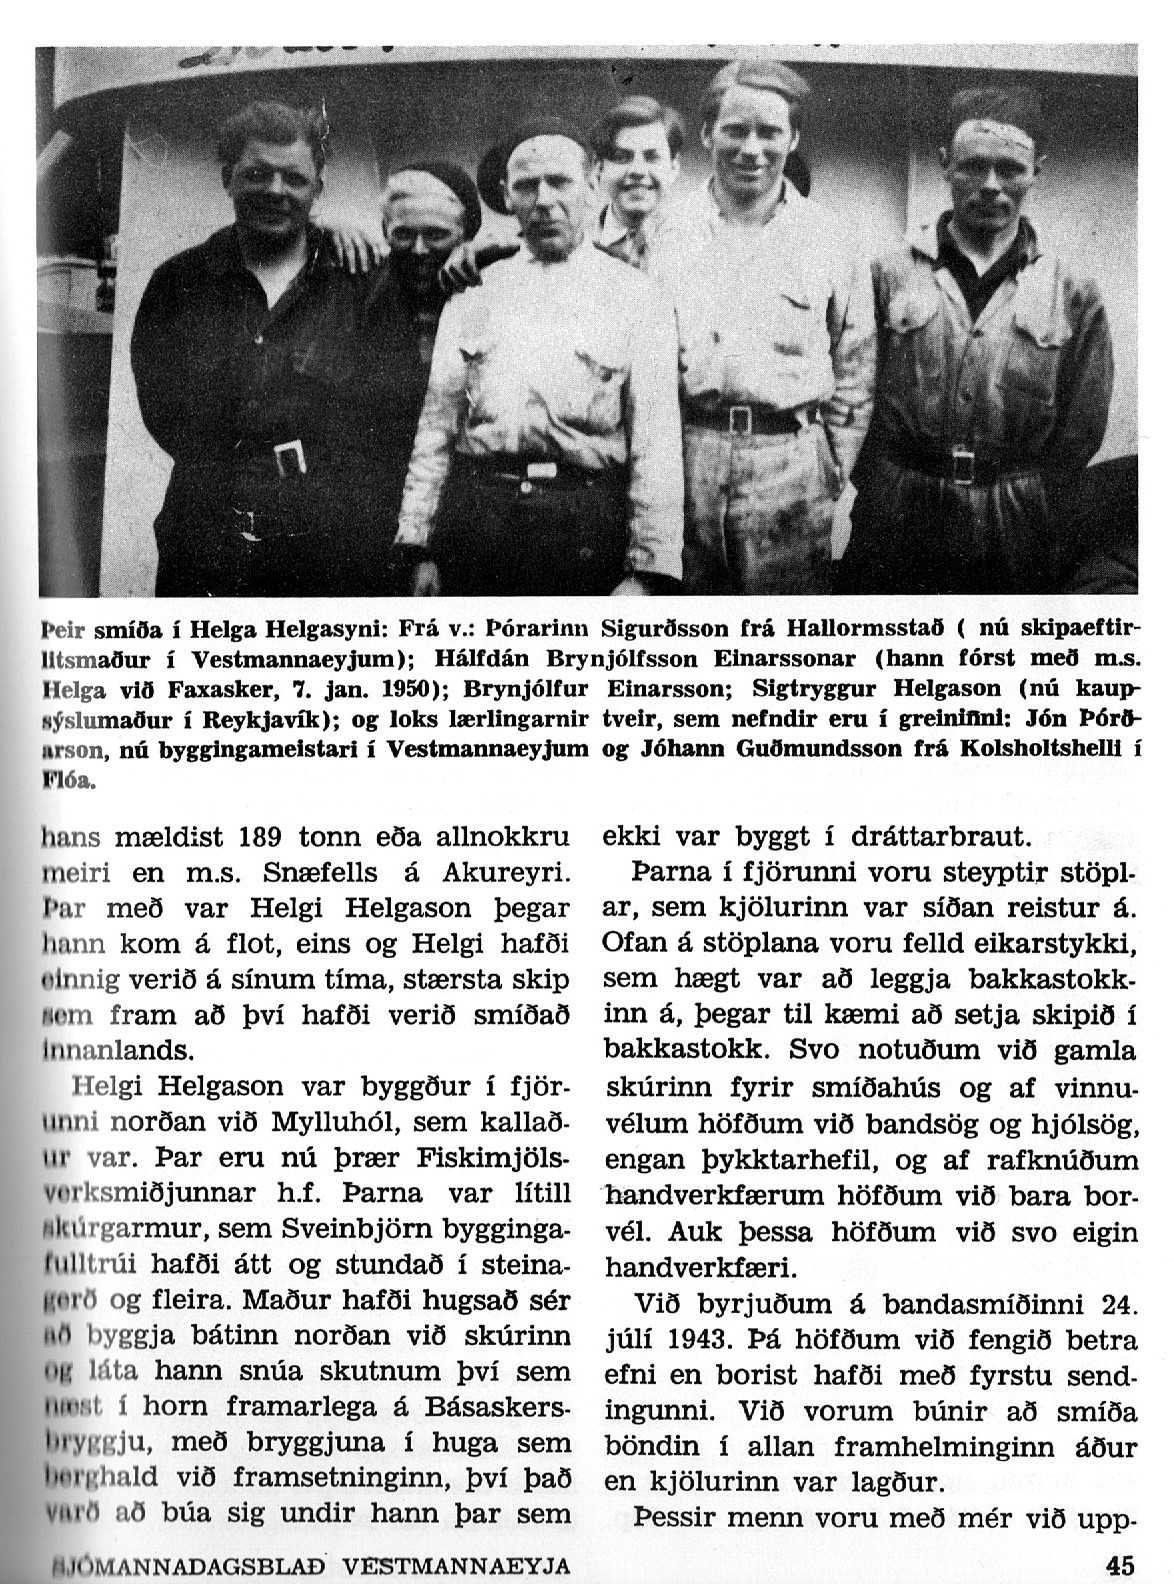 Þeir smíða í Helga Helgasyni: Frá v.: Þórarinn Sigurðsson frá Hallormsstað ( nú skipaeftir-
litsmaður í Vestmannaeyjum); Hálfdán Brynjólfsson Einarssonar (hann fórst með m.s.
Helga við Faxasker, 7. jan. 1950); Brynjólfur Einarsson; Sigtryggur Helgason (nú kaup-
sýslumaður í Reykjavík); og loks lærlingarnir tveir, sem nefndir eru í greininni: Jón Þórð-
arson, nú byggingameistari í Vestmannaeyjum og Jóhann Guðmundsson frá Kolsholtshelli í
Flóa.
hans mældist 189 tonn eða allnokkru
meiri en m.s. Snæfells á Akureyri.
Þar með var Helgi Helgason þegar
hann kom á flot, eins og Helgi hafði
einnig verið á sínum tíma, stærsta skip
sem fram að því hafði verið smíðað
innanlands.
Helgi Helgason var byggður í fjör-
unni norðan við Mylluhól, sem kallað-
ur var. Þar eru nú þrær Fiskimjöls-
verksmiðjunnar h.f. Þarna var lítill
skúrgarmur, sem Sveinbjörn bygginga-
fulltrúi hafði átt og stundað í steina-
gerð og fleira. Maður hafði hugsað sér
að byggja bátinn norðan við skúrinn
og láta hann snúa skutnum því sem
næst í horn framarlega á Básaskers-
bryggju, með bryggjuna í huga sem
berghald við framsetninginn, því það
varð að búa sig undir hann þar sem
ekki var byggt í dráttarbraut.
Þarna í fjörunni voru steyptir stöpl-
ar, sem kjölurinn var síðan reistur á.
Ofan á stöplana voru felld eikarstykki,
sem hægt var að leggja bakkastokk-
inn á, þegar til kæmi að setja skipið í
bakkastokk. Svo notuðum við gamla
skúrinn fyrir smíðahús og af vinnu-
vélum höfðum við bandsög og hjólsög,
engan þykktarhefil, og af rafknúðum
handverkfærum höfðum við bara bor-
vél. Auk þessa höfðum við svo eigin
handverkfæri.
Við byrjuðum á bandasmíðinni 24.
júlí 1943. Þá höfðum við fengið betra
efni en borist hafði með fyrstu send-
ingunni. Við vorum búnir að smíða
böndin í allan framhelminginn áður
en kjölurinn var lagður.
Þessir menn voru með mér við upp-
SJÓMANNADAGSBLAÐ VESTMANNAEYJA
45